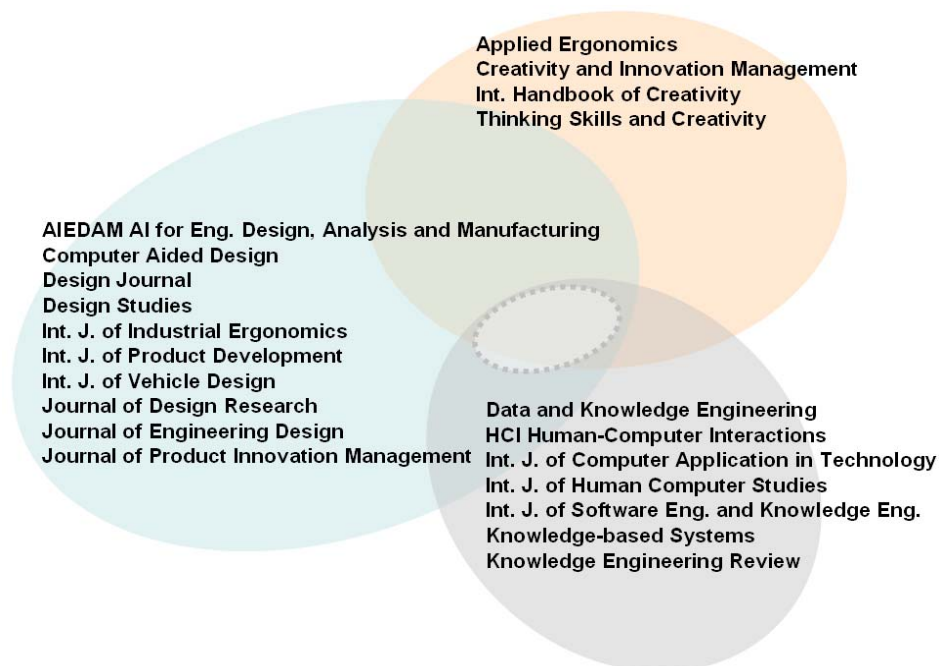 Applied Ergonomics
Creativity and Innovation Management
Int. Handbook of Creativity
Thinking Skills and Creativity
AIEDAM AI for Eng. Design, Analysis and Manufacturing
Computer Aided Design
Design Journal
Design Studies
Int. J. of Industrial Ergonomics
Int. J. of Product Development
Int. J. of Vehicle Design
Journal of Design Research
Journal of Engineering Design
Journal of Product Innovation Management
Data and Knowledge Engineering
HCI Human-Computer Interactions
Int. J. of Computer Application in Technology
Int. J. of Human Computer Studies
Int. J. of Software Eng. and Knowledge Eng.
Knowledge-based Systems
Knowledge Engineering Review